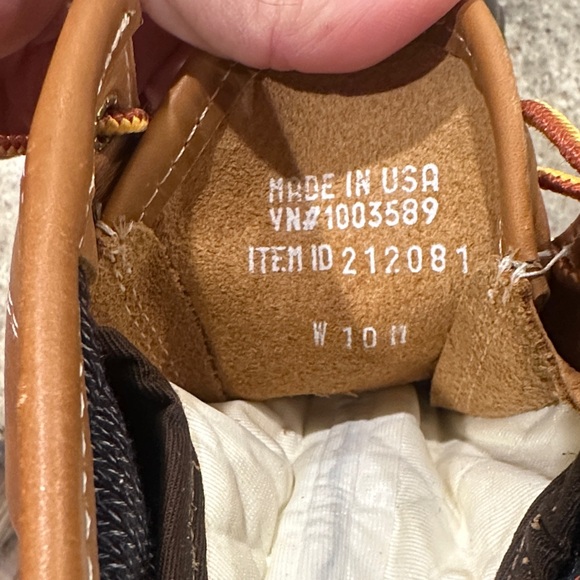 MADE IN USA
VN#1003589
ITEM ID 212081
W 10 M